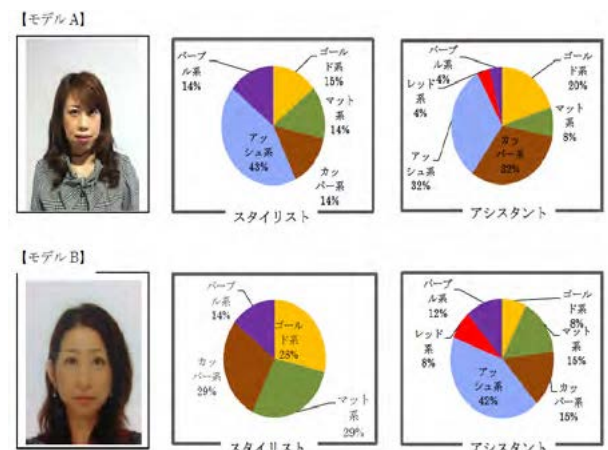 【モデル A】
パープ
ル系
14%
ゴール
ド系
15%
マット
系
14%
カッ
パー系
14%
アッ
シュ系
43%
スタイリスト
パープ
ル系
4%
レッド
系
4%
ゴール
ド系
20%
マット
系
8%
カッ
パー系
32%
アッ
シュ系
32%
アシスタント
【モデル B】
パープ
ル系
14%
ゴール
ド系
28%
カッ
パー系
29%
マット
系
29%
スタイリスト
パープ
ル系
12%
ゴール
ド系
8%
レッド
系
8%
マット
系
15%
カッ
パー系
15%
アッ
シュ系
42%
アシスタント